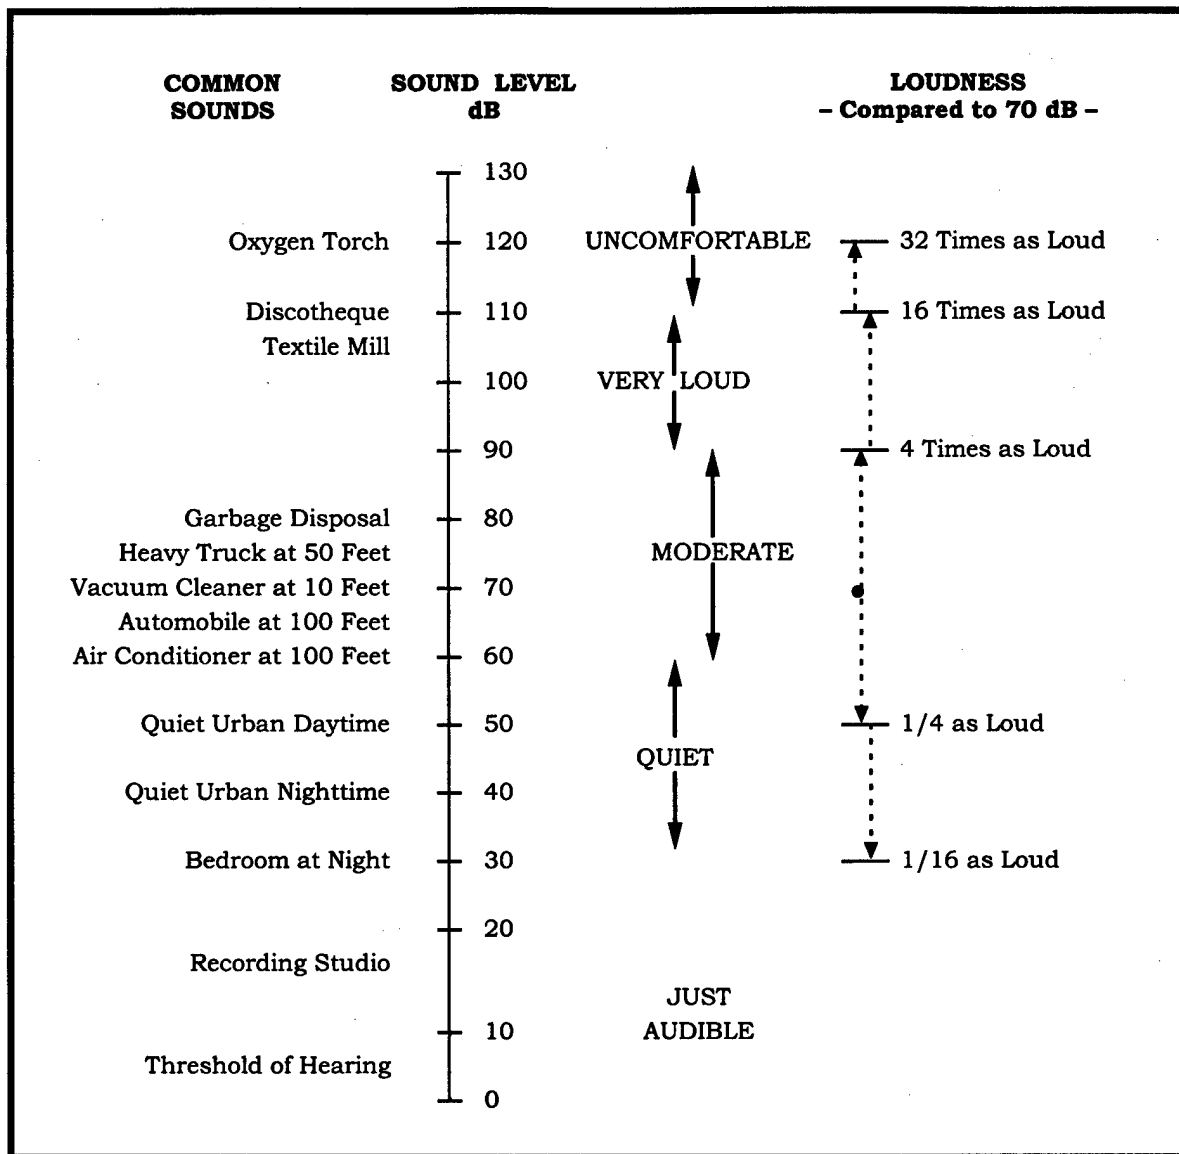 COMMON SOUNDS
SOUND LEVEL dB
LOUDNESS
– Compared to 70 dB –
130
Oxygen Torch 120 UNCOMFORTABLE 32 Times as Loud
Discotheque 110 16 Times as Loud
Textile Mill
100 VERY LOUD
90 4 Times as Loud
Garbage Disposal 80
Heavy Truck at 50 Feet MODERATE
Vacuum Cleaner at 10 Feet 70
Automobile at 100 Feet
Air Conditioner at 100 Feet 60
Quiet Urban Daytime 50 1/4 as Loud
QUIET
Quiet Urban Nighttime 40
Bedroom at Night 30 1/16 as Loud
20
Recording Studio
JUST
10
AUDIBLE
Threshold of Hearing
0